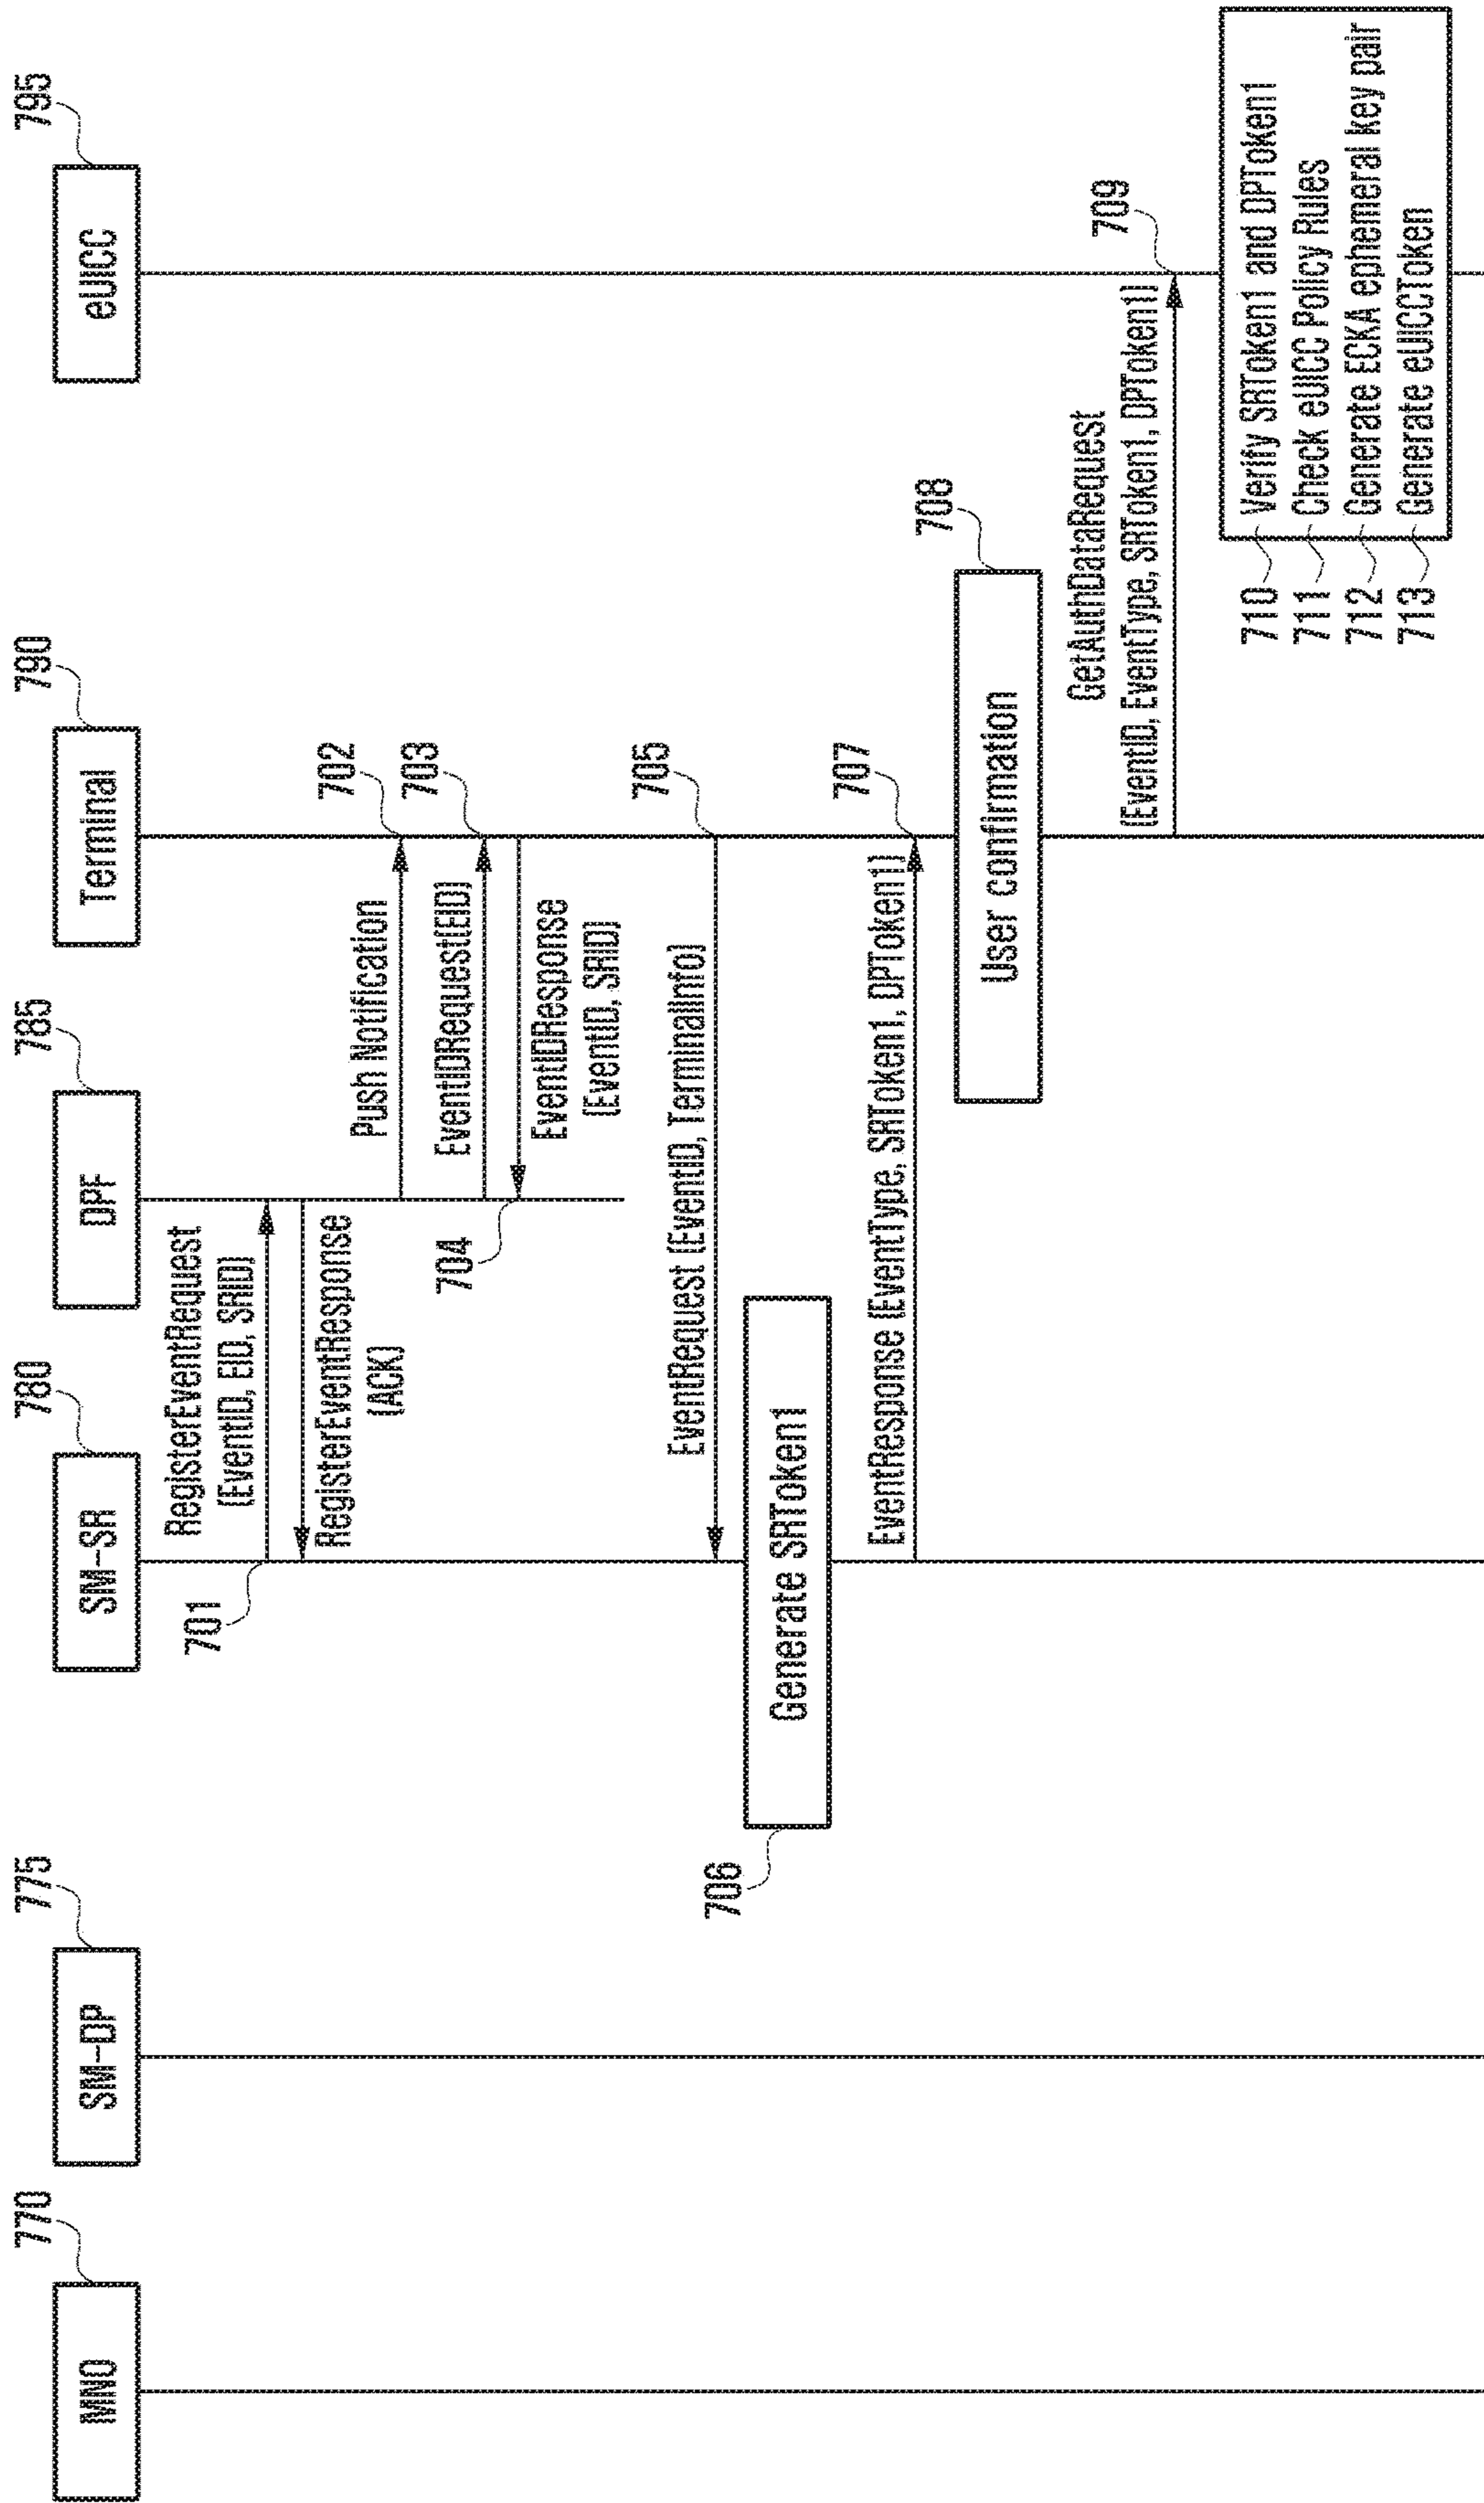 770
775
780
785
790
795
MNO
SM-DP
SM-SR
DPF
Terminal
eUICC
701
RegisterEventRequest
(EventID, EID, SRID)
RegisterEventResponse
(ACK)
Push Notification
702
EventIDRequest(EID)
703
704
EventIDResponse
(EventID, SRID)
EventRequest (EventID, TerminalInfo)
705
706
Generate SRToken1
EventResponse (EventType, SRToken1, DPToken1)
707
User confirmation
708
GetAuthDataRequest
(EventID, EventType, SRToken1, DPToken1)
709
710 Verify SRToken1 and DPToken1
711 Check eUICC Policy Rules
712 Generate ECKA ephemeral key pair
713 Generate eUICCToken